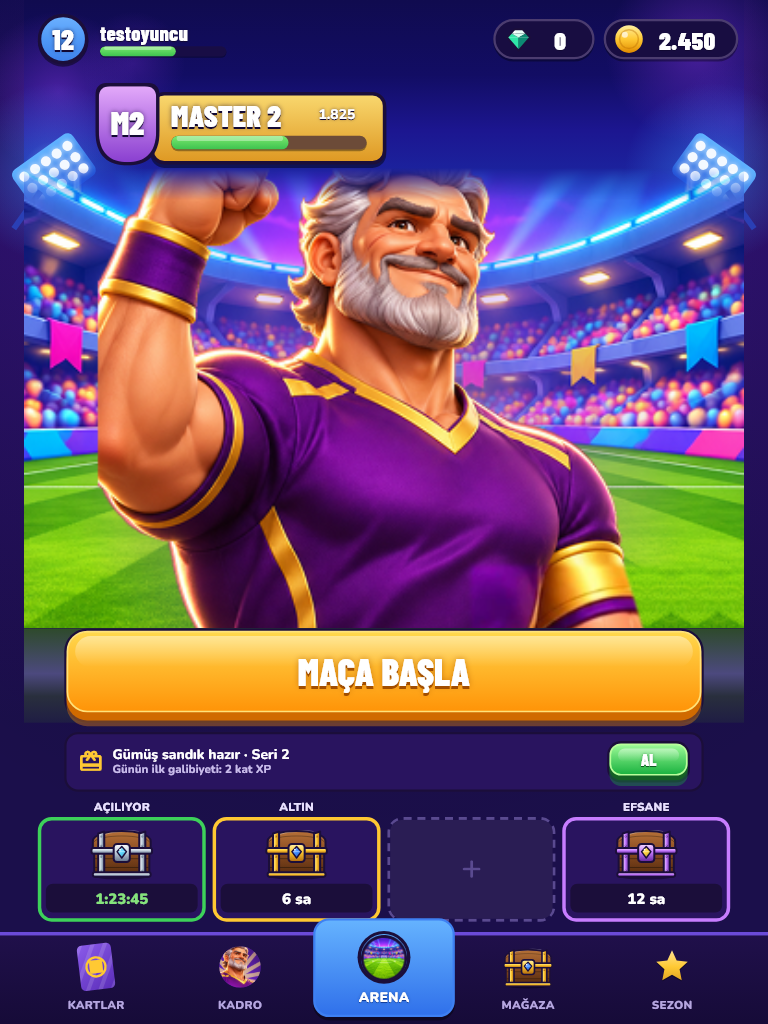 12
testoyuncu
0
2.450
M2
MASTER 2
1.825
MAÇA BAŞLA
Gümüş sandık hazır · Seri 2
Günün ilk galibiyeti: 2 kat XP
AL
AÇILIYOR
ALTIN
EFSANE
1:23:45
6 sa
+
12 sa
KARTLAR
KADRO
ARENA
MAĞAZA
SEZON